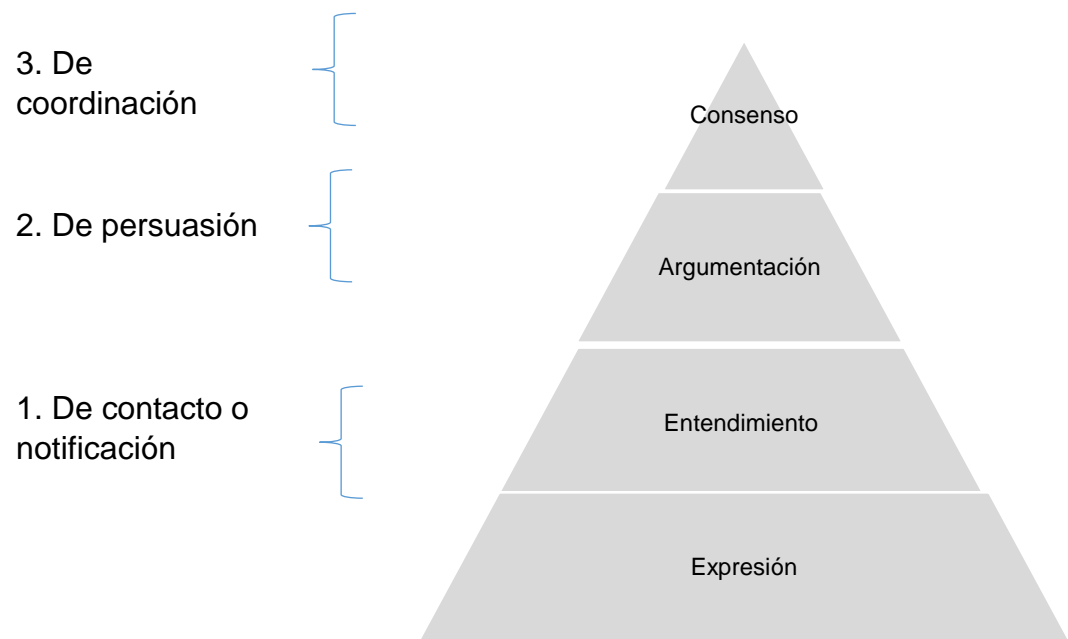 3. De
coordinación
Consenso
2. De persuasión
Argumentación
1. De contacto o
notificación
Entendimiento
Expresión